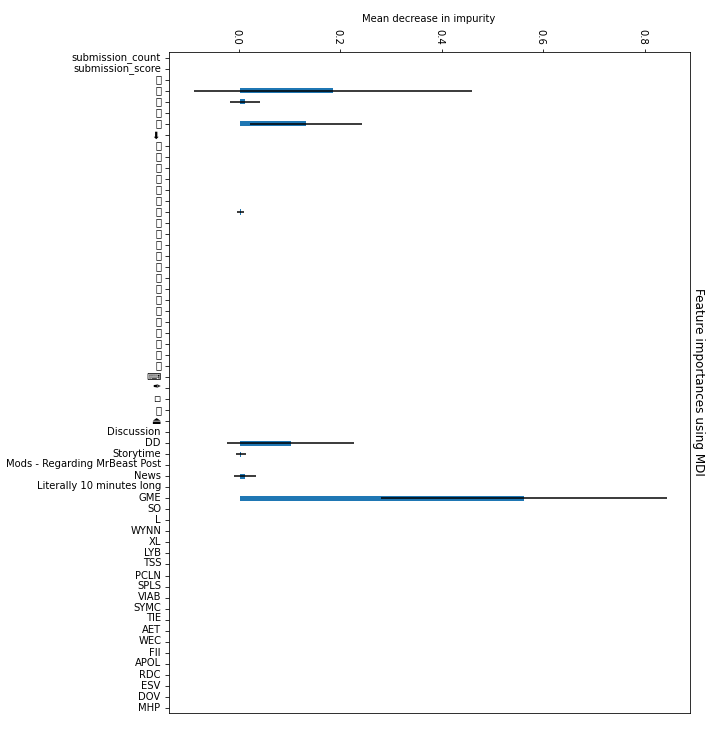 Mean decrease in impurity
0.0 0.2 0.4 0.6 0.8
submission_count
submission_score
Discussion
DD
Storytime
Mods - Regarding MrBeast Post
News
Literally 10 minutes long
GME
SO
L
WYNN
XL
LYB
TSS
PCLN
SPLS
VIAB
SYMC
TIE
AET
WEC
FII
APOL
RDC
ESV
DOV
MHP
Feature importances using MDI